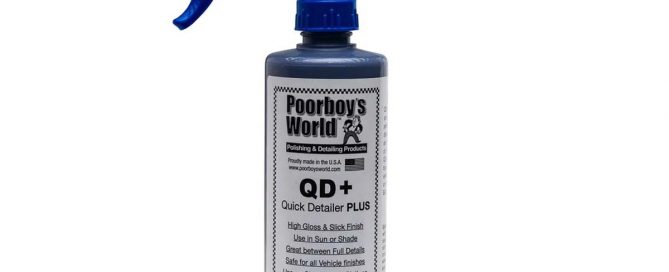 Poorboy's
World™
Polishing & Detailing Products
Proudly made in the U.S.A.
www.poorboysworld.com
QD+
Quick Detailer PLUS
High Gloss & Slick Finish
Use in Sun or Shade
Great between Full Details
Safe for all Vehicle finishes